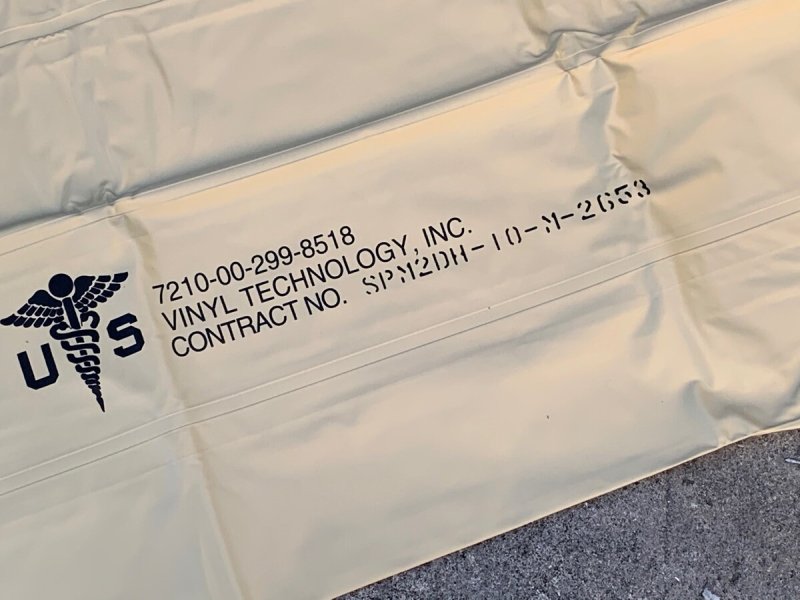 7210-00-299-8518
VINYL TECHNOLOGY, INC.
CONTRACT NO. SPM2DH-10-M-2653
U S